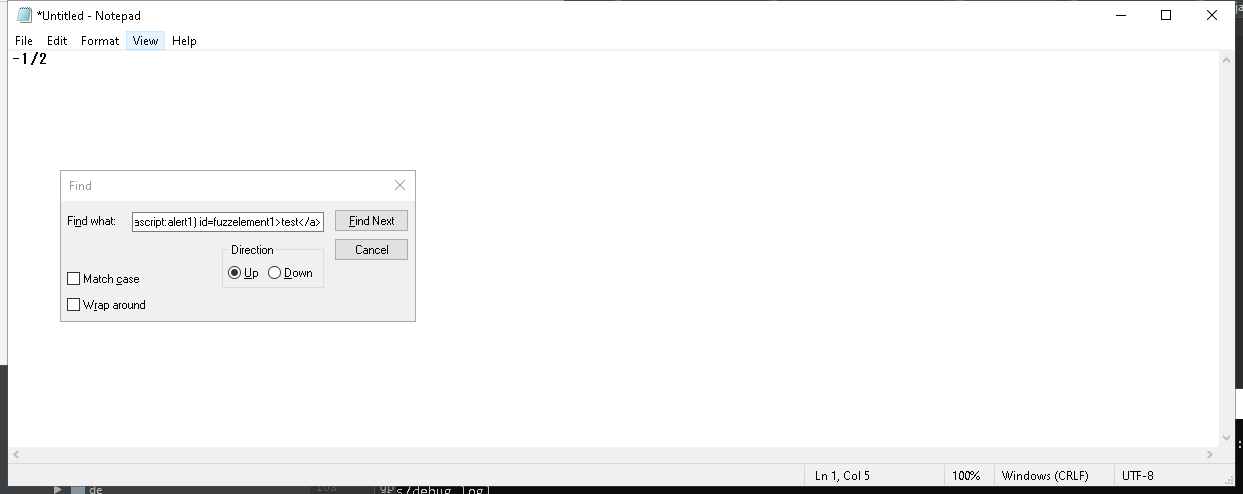 *Untitled - Notepad
File Edit Format View Help
-1/2
Find
Find what: ascript:alert1) id=fuzzelement1>test</a> Find Next
Direction Cancel
Up Down
Match case
Wrap around
Ln 1, Col 5 100% Windows (CRLF) UTF-8
de